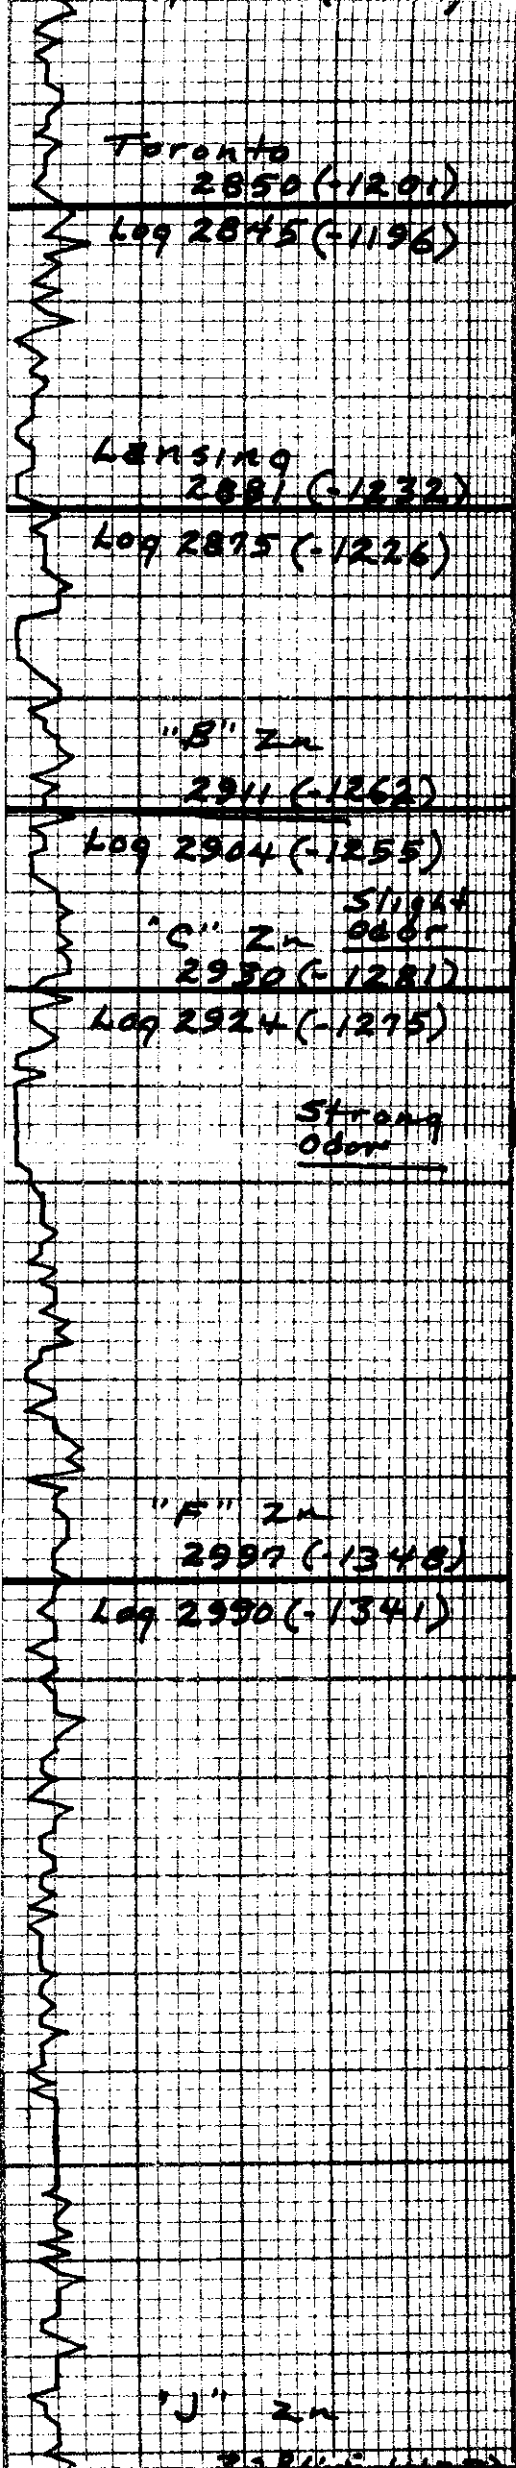 Toronto
2850 (-1201)
Log 2845 (-1196)
Lansing
2881 (-1232)
Log 2875 (-1226)
"B" Zn
2911 (-1262)
Log 2904 (-1255)
Slight
Odor
"C" Zn
2930 (-1281)
Log 2924 (-1275)
Strong
Odor
"F" Zn
2997 (-1348)
Log 2990 (-1341)
"J" Zn